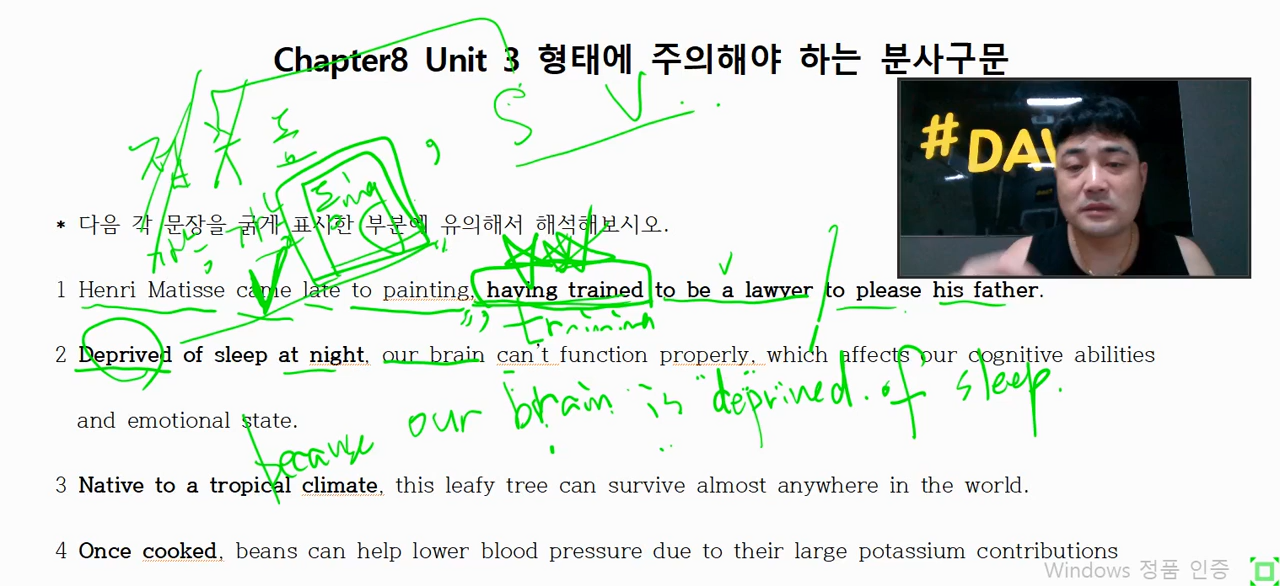 Chapter8 Unit 3 형태에 주의해야 하는 분사구문
S V . .
접 주 동
#DAV
* 다음 각 문장을 굵게 표시한 부분에 유의해서 해석해보시오.
1 Henri Matisse came late to painting, having trained to be a lawyer to please his father.
training
2 Deprived of sleep at night, our brain can't function properly, which affects our cognitive abilities
because our brain is "deprived of sleep.
and emotional state.
3 Native to a tropical climate, this leafy tree can survive almost anywhere in the world.
4 Once cooked, beans can help lower blood pressure due to their large potassium contributions
Windows 정품 인증